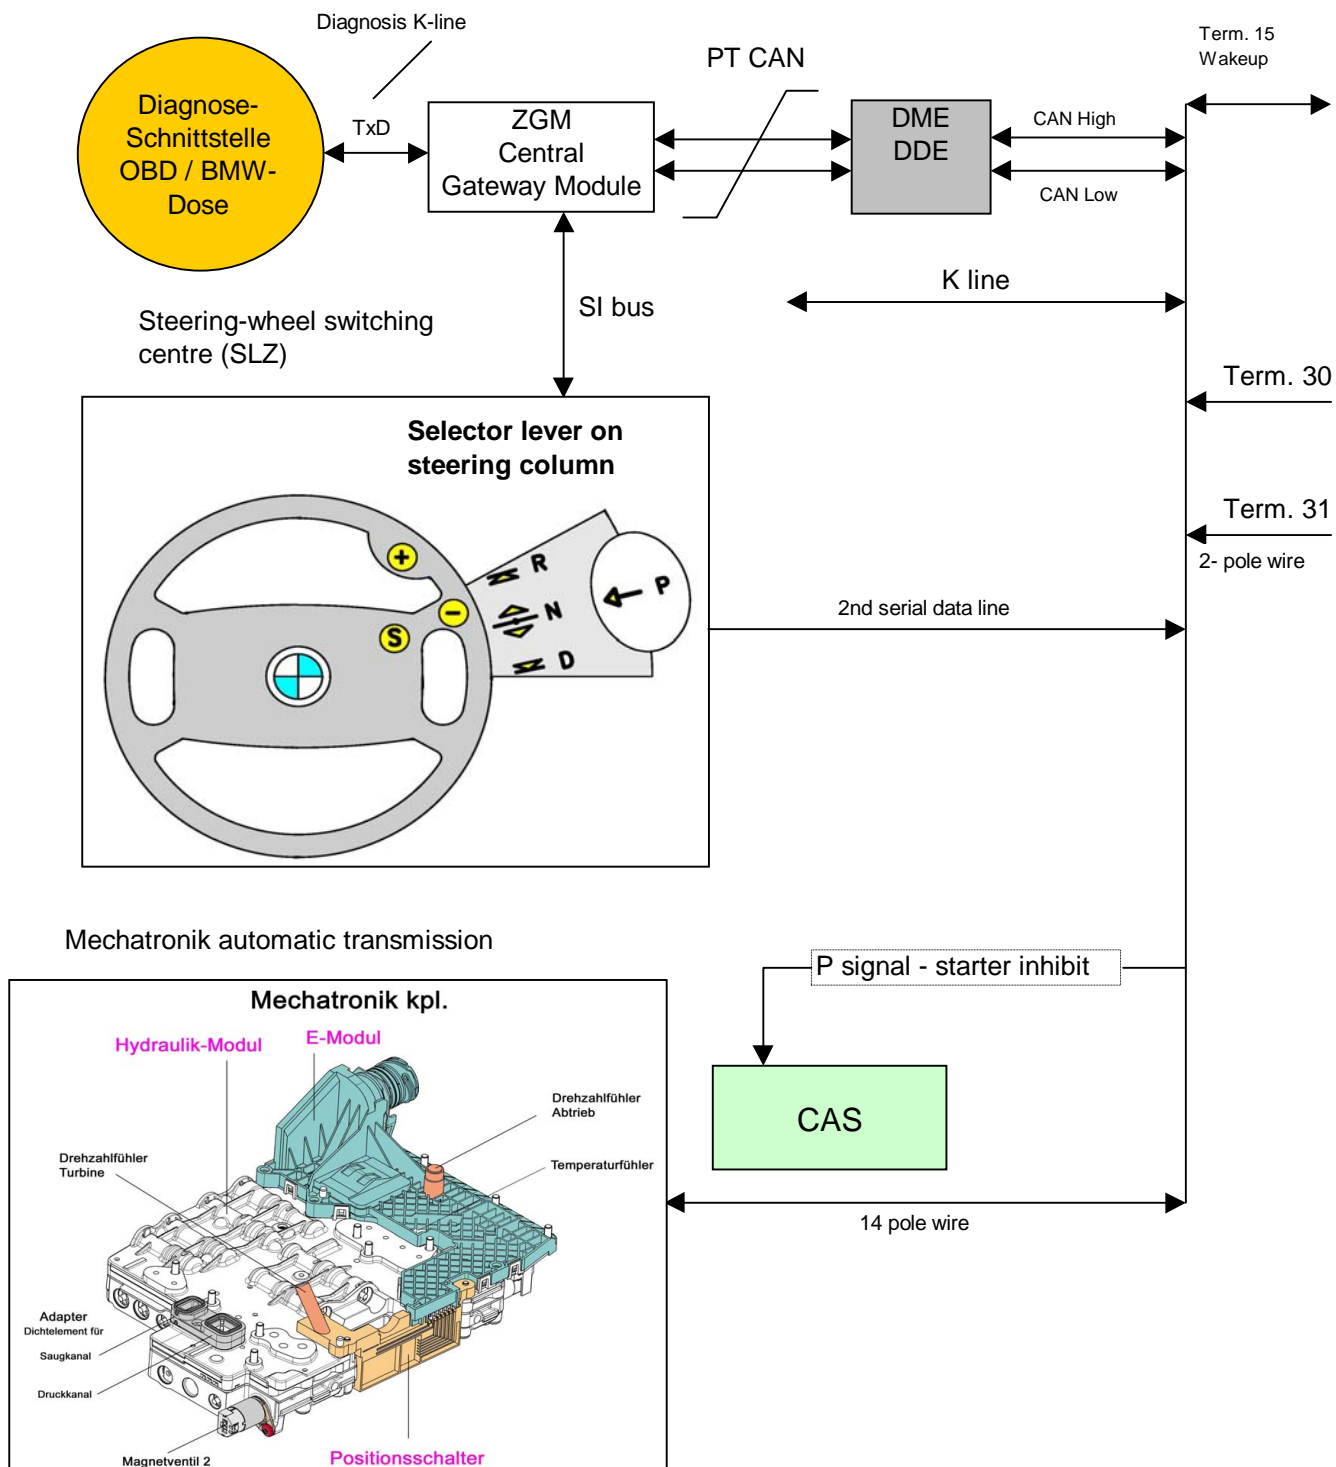 Diagnosis K-line
Diagnose-
Schnittstelle
OBD / BMW-
Dose
TxD
ZGM
Central
Gateway Module
PT CAN
DME
DDE
CAN High
CAN Low
Term. 15
Wakeup
K line
SI bus
Steering-wheel switching
centre (SLZ)
Term. 30
Term. 31
2- pole wire
Selector lever on
steering column
+
−
S
R
N
D
P
2nd serial data line
Mechatronik automatic transmission
P signal - starter inhibit
CAS
14 pole wire
Mechatronik kpl.
Hydraulik-Modul
E-Modul
Drehzahlfühler
Abtrieb
Drehzahlfühler
Turbine
Temperaturfühler
Adapter
Dichtelement für
Saugkanal
Druckkanal
Magnetventil 2
Positionsschalter